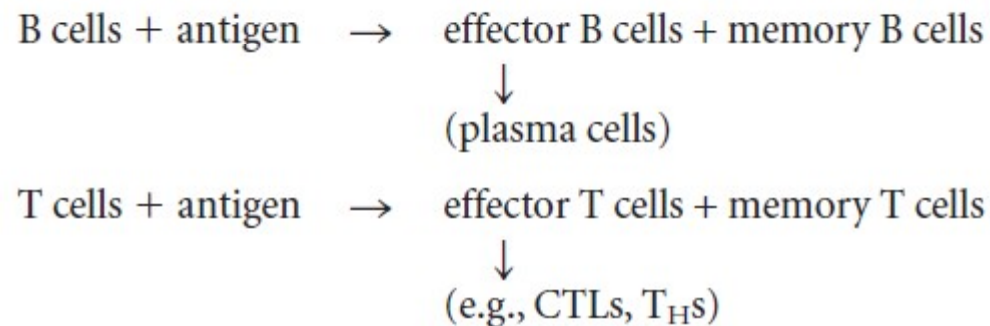 B cells + antigen → effector B cells + memory B cells
↓
(plasma cells)
T cells + antigen → effector T cells + memory T cells
↓
(e.g., CTLs, THs)